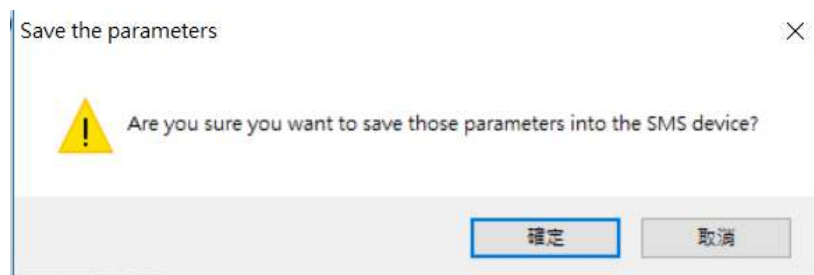 Save the parameters
Are you sure you want to save those parameters into the SMS device?
確定
取消